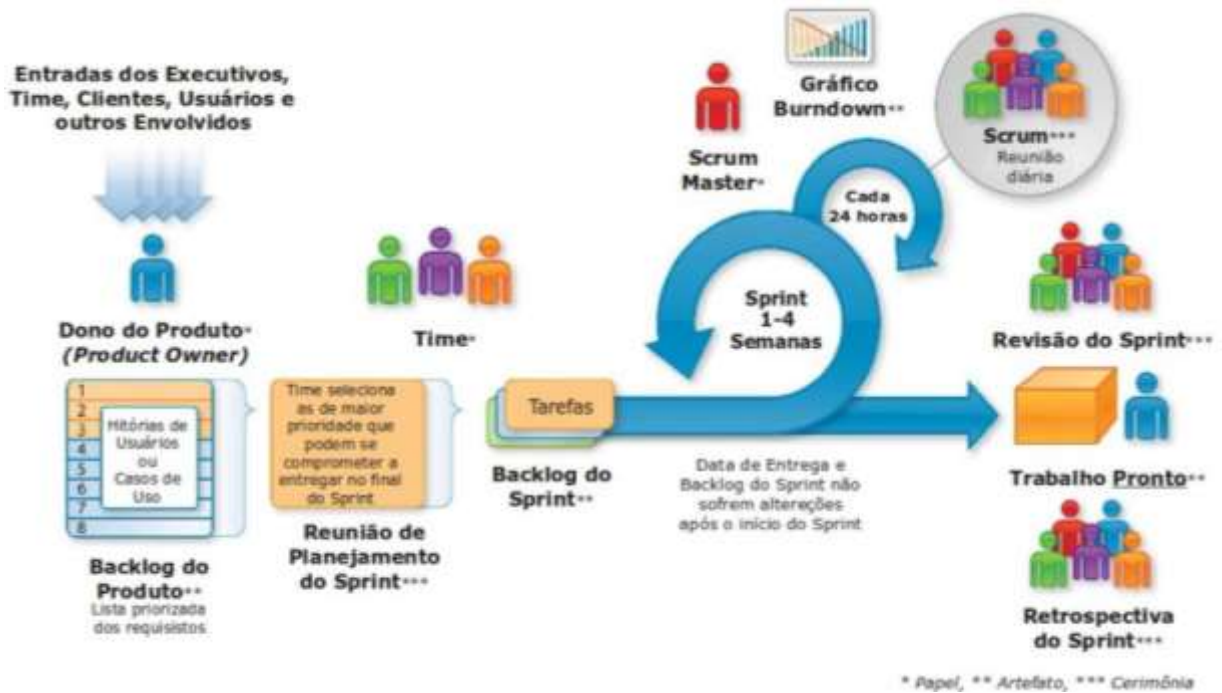 Entradas dos Executivos,
Time, Clientes, Usuários e
outros Envolvidos
Dono do Produto*
(Product Owner)
1
2
3
4
5
6
7
8
Hitórias de
Usuários
ou
Casos de
Uso
Backlog do
Produto**
Lista priorizada
dos requisistos
Time*
Time seleciona
as de maior
prioridade que
podem se
comprometer a
entregar no final
do Sprint
Reunião de
Planejamento
do Sprint***
Tarefas
Backlog do
Sprint**
Scrum
Master*
Gráfico
Burndown**
Cada
24 horas
Scrum***
Reunião
diária
Sprint
1-4
Semanas
Data de Entrega e
Backlog do Sprint não
sofrem altereções
após o início do Sprint
Revisão do Sprint***
Trabalho Pronto**
Retrospectiva
do Sprint***
* Papel, ** Artefato, *** Cerimônia